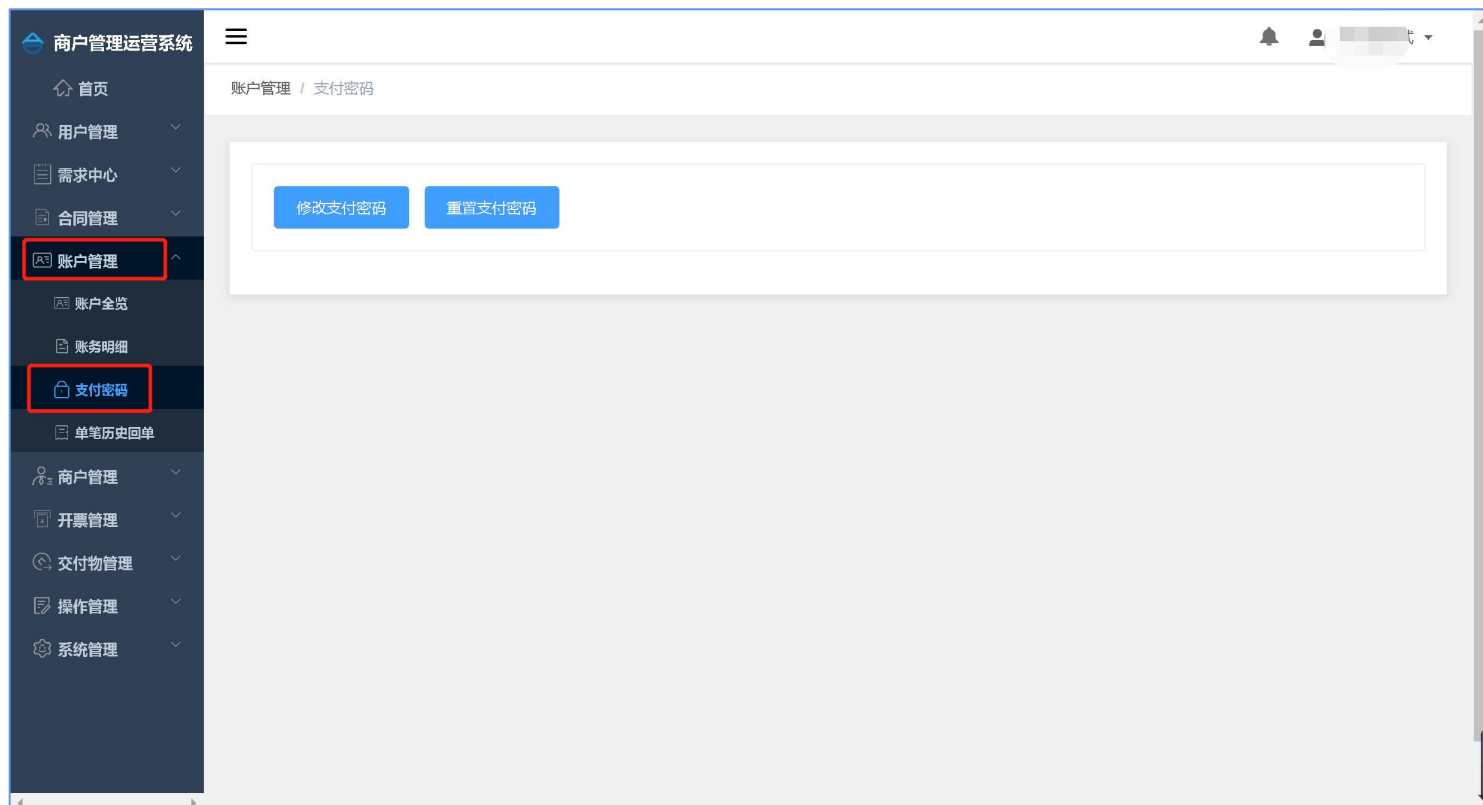 商户管理运营系统
首页
用户管理
需求中心
合同管理
账户管理
账户全览
账务明细
支付密码
单笔历史回单
商户管理
开票管理
交付物管理
操作管理
系统管理
账户管理 / 支付密码
修改支付密码
重置支付密码